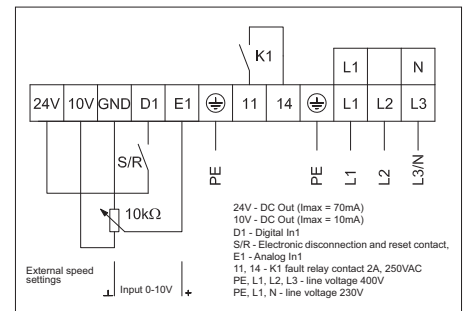 K1
L1 N
24V 10V GND D1 E1 11 14 L1 L2 L3
S/R
PE PE L1 L2 L3/N
10kΩ
External speed
settings
Input 0-10V +
24V - DC Out (Imax = 70mA)
10V - DC Out (Imax = 10mA)
D1 - Digital In1
S/R - Electronic disconnection and reset contact,
E1 - Analog In1
11, 14 - K1 fault relay contact 2A, 250VAC
PE, L1, L2, L3 - line voltage 400V
PE, L1, N - line voltage 230V